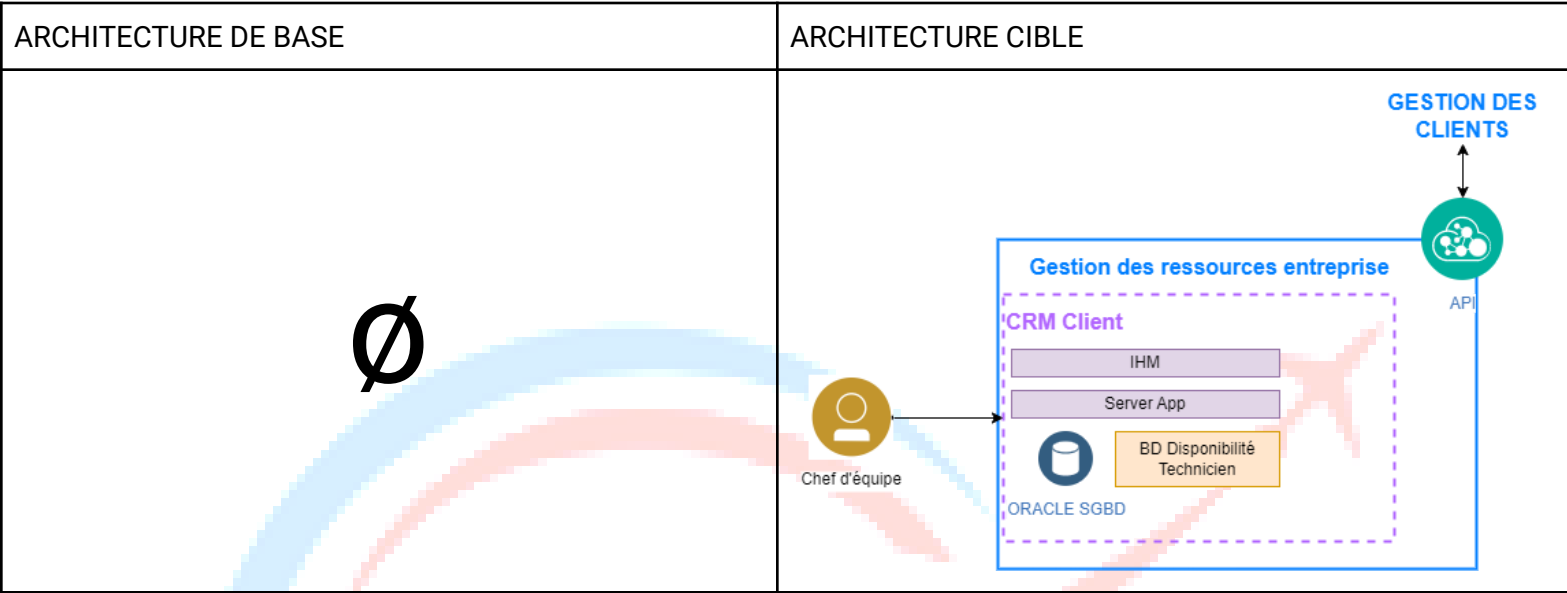 ARCHITECTURE DE BASE
ARCHITECTURE CIBLE
Ø
GESTION DES
CLIENTS
API
Gestion des ressources entreprise
CRM Client
IHM
Server App
BD Disponibilité
Technicien
ORACLE SGBD
Chef d'équipe